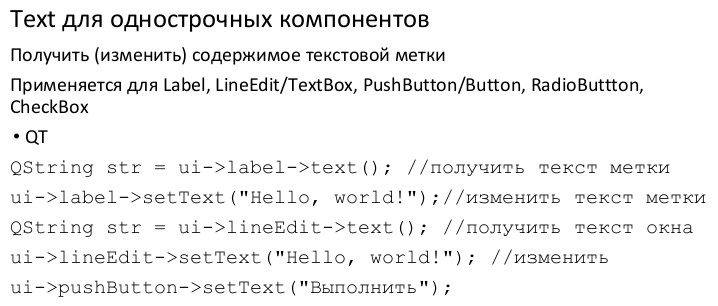 Text для однострочных компонентов
Получить (изменить) содержимое текстовой метки
Применяется для Label, LineEdit/TextBox, PushButton/Button, RadioButtton,
CheckBox
• QT
QString str = ui->label->text(); //получить текст метки
ui->label->setText("Hello, world!");//изменить текст метки
QString str = ui->lineEdit->text(); //получить текст окна
ui->lineEdit->setText("Hello, world!"); //изменить
ui->pushButton->setText("Выполнить");